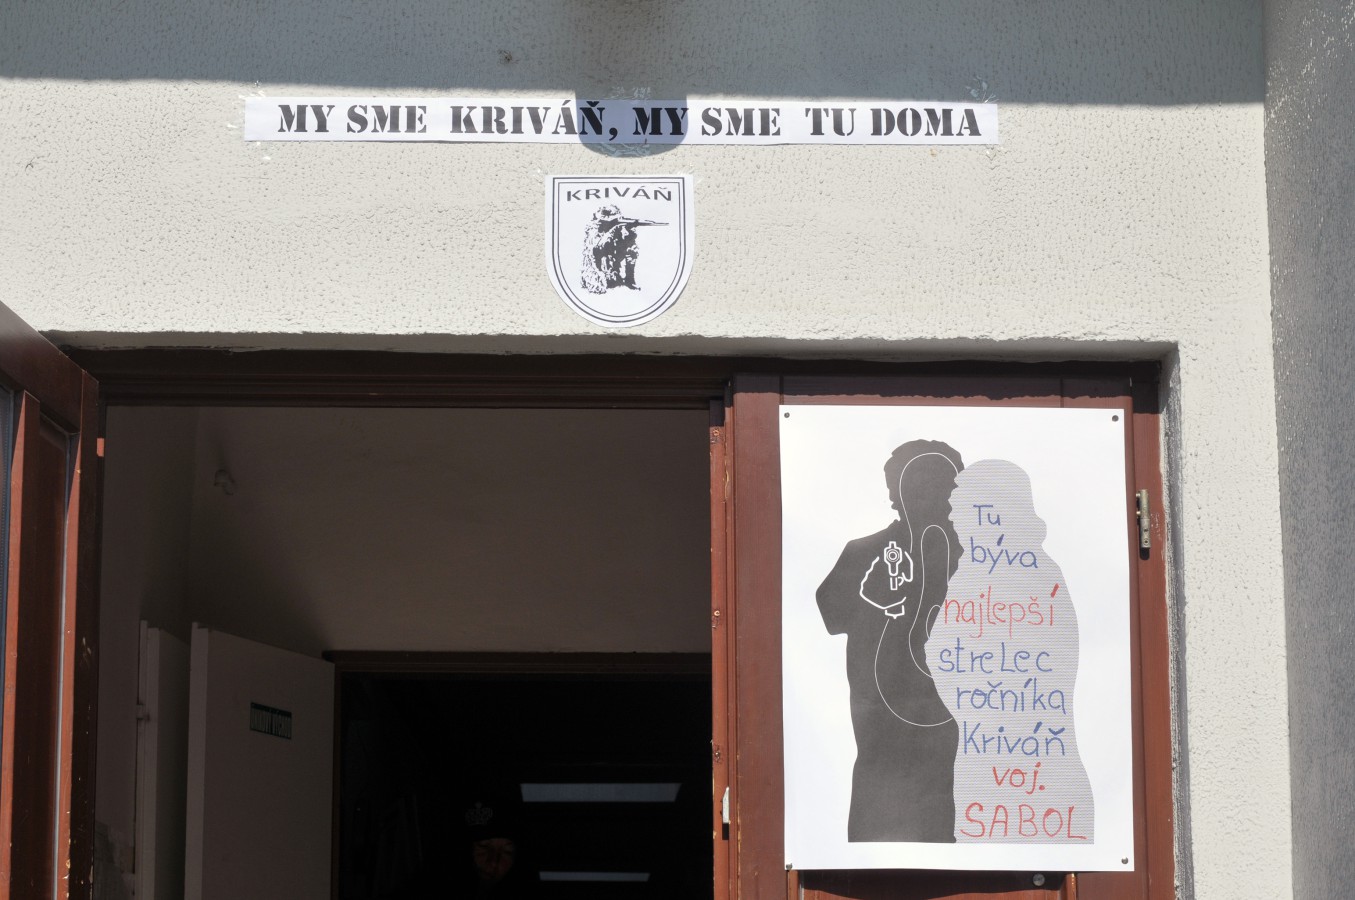 MY SME KRIVÁŇ, MY SME TU DOMA
KRIVÁŇ
Tu
býva
najlepší
strelec
ročníka
Kriváň
voj.
SABOL